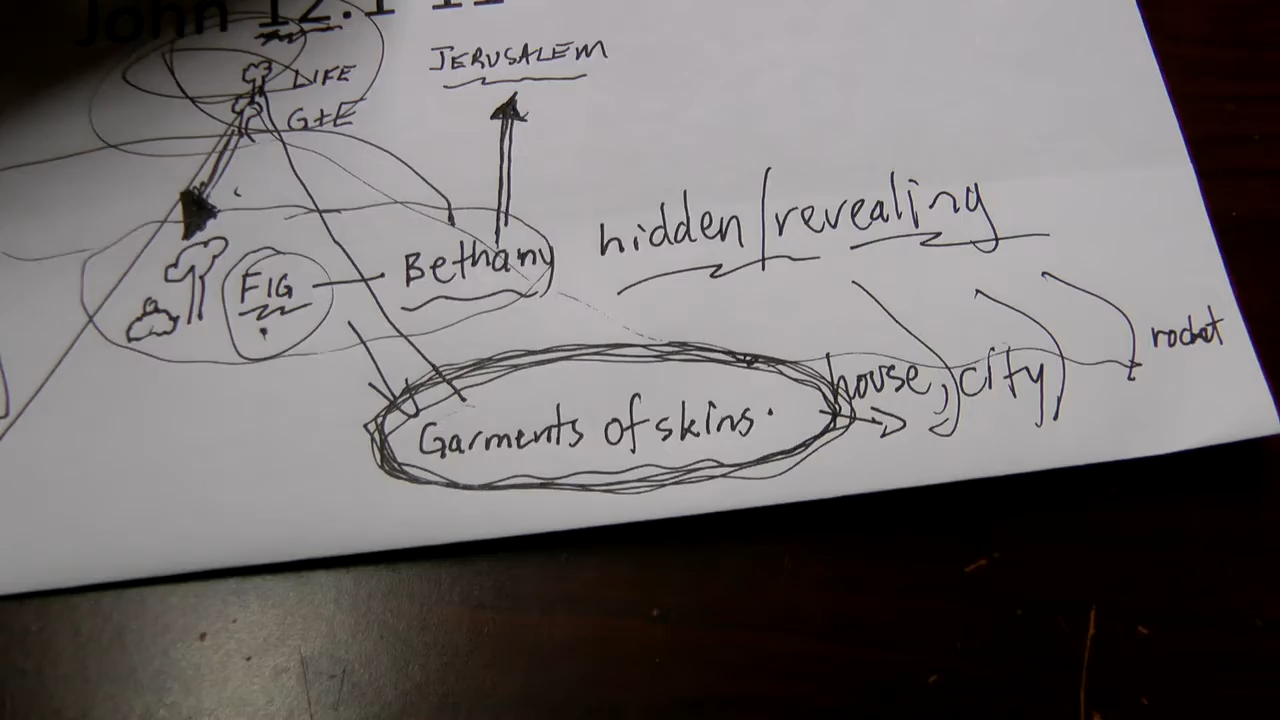 John 12:1-11
JERUSALEM
LIFE
G+E
hidden/revealing
Bethany
FIG
rocket
house, city,
Garments of skins.